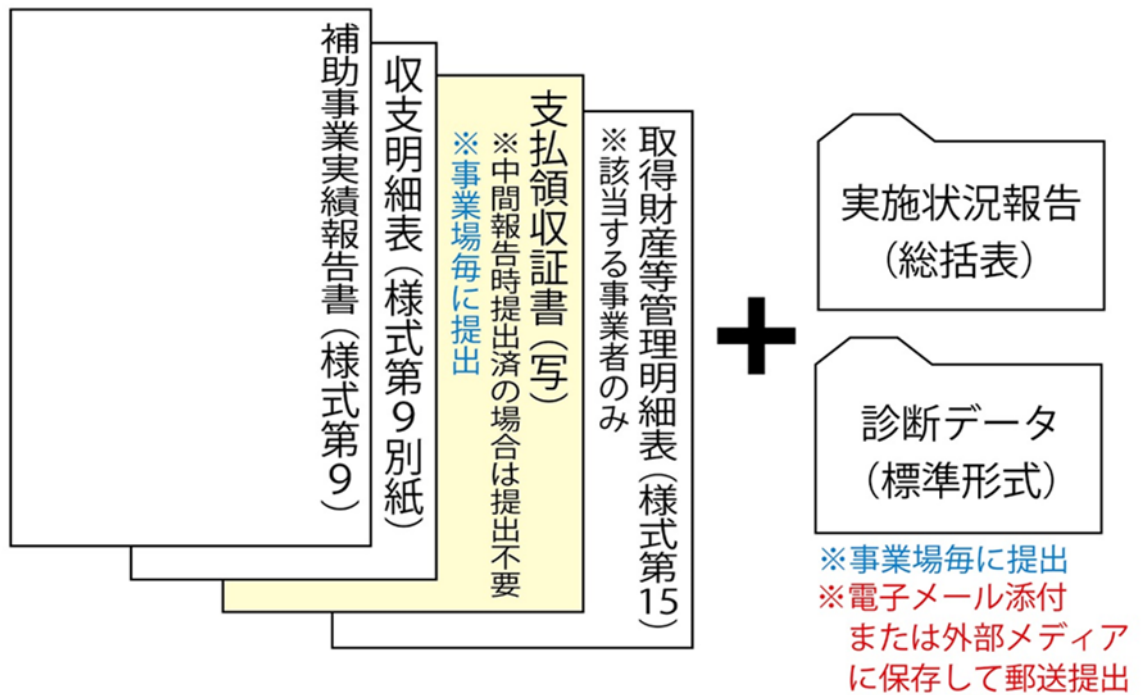 補助事業実績報告書（様式第９）
収支明細表（様式第９別紙）
支払領収証書（写）
※中間報告時提出済の場合は提出不要
※事業場毎に提出
取得財産等管理明細表（様式第15）
※該当する事業者のみ
+
実施状況報告
（総括表）
診断データ
（標準形式）
※事業場毎に提出
※電子メール添付
または外部メディア
に保存して郵送提出